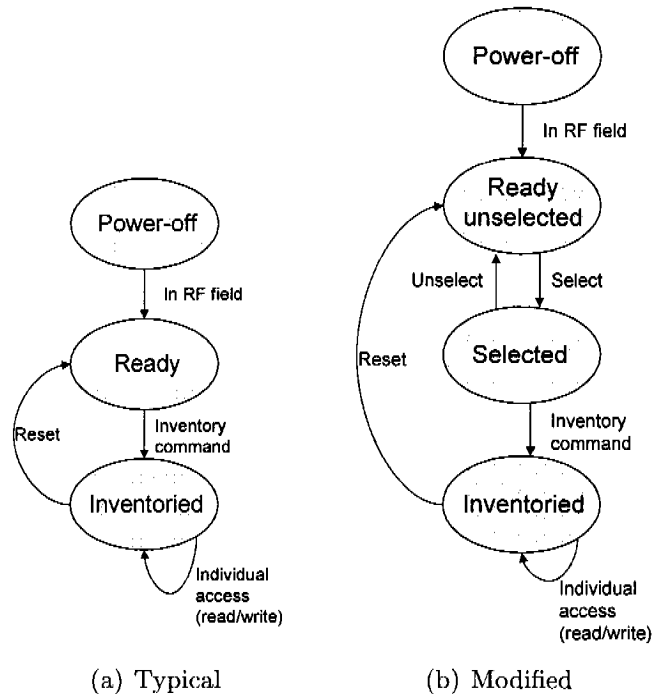 Power-off
In RF field
Ready
Reset
Inventory
command
Inventoried
Individual
access
(read/write)
(a) Typical
Power-off
In RF field
Ready
unselected
Unselect
Select
Selected
Reset
Inventory
command
Inventoried
Individual
access
(read/write)
(b) Modified